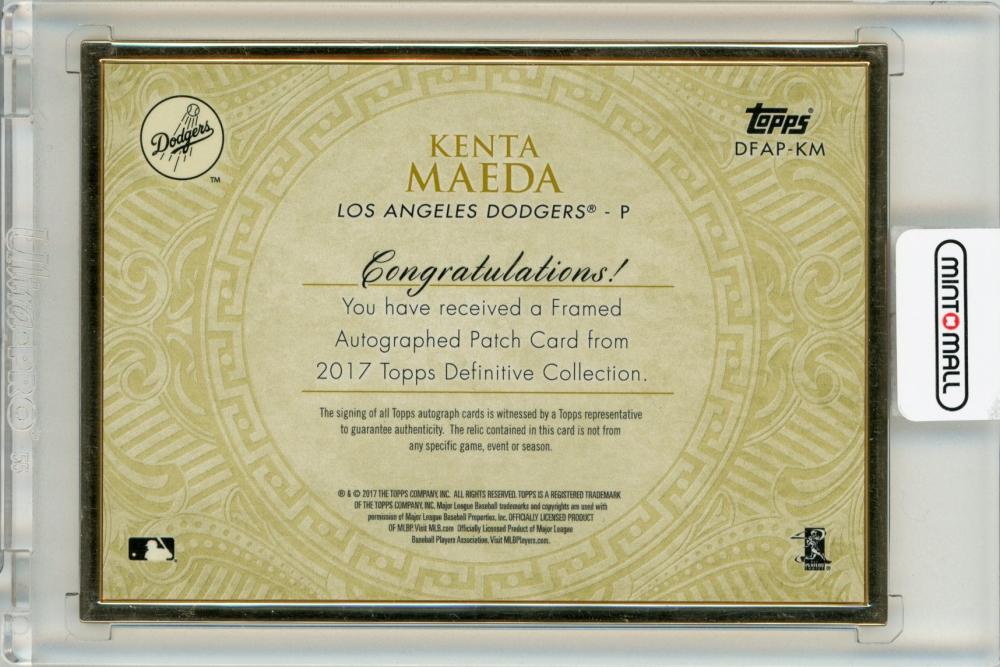 Dodgers
TM
topps®
DFAP-KM
KENTA
MAEDA
LOS ANGELES DODGERS® - P
Congratulations!
You have received a Framed
Autographed Patch Card from
2017 Topps Definitive Collection.
The signing of all Topps autograph cards is witnessed by a Topps representative
to guarantee authenticity. The relic contained in this card is not from
any specific game, event or season.
® & © 2017 THE TOPPS COMPANY, INC. ALL RIGHTS RESERVED. TOPPS IS A REGISTERED TRADEMARK
OF THE TOPPS COMPANY, INC. Major League Baseball trademarks and copyrights are used with
permission of Major League Baseball Properties, Inc. OFFICIALLY LICENSED PRODUCT
OF MLBP. Visit MLB.com Officially Licensed Product of Major League
Baseball Players Association. Visit MLBPlayers.com.
MINT MALL
ULTRA·PRO®